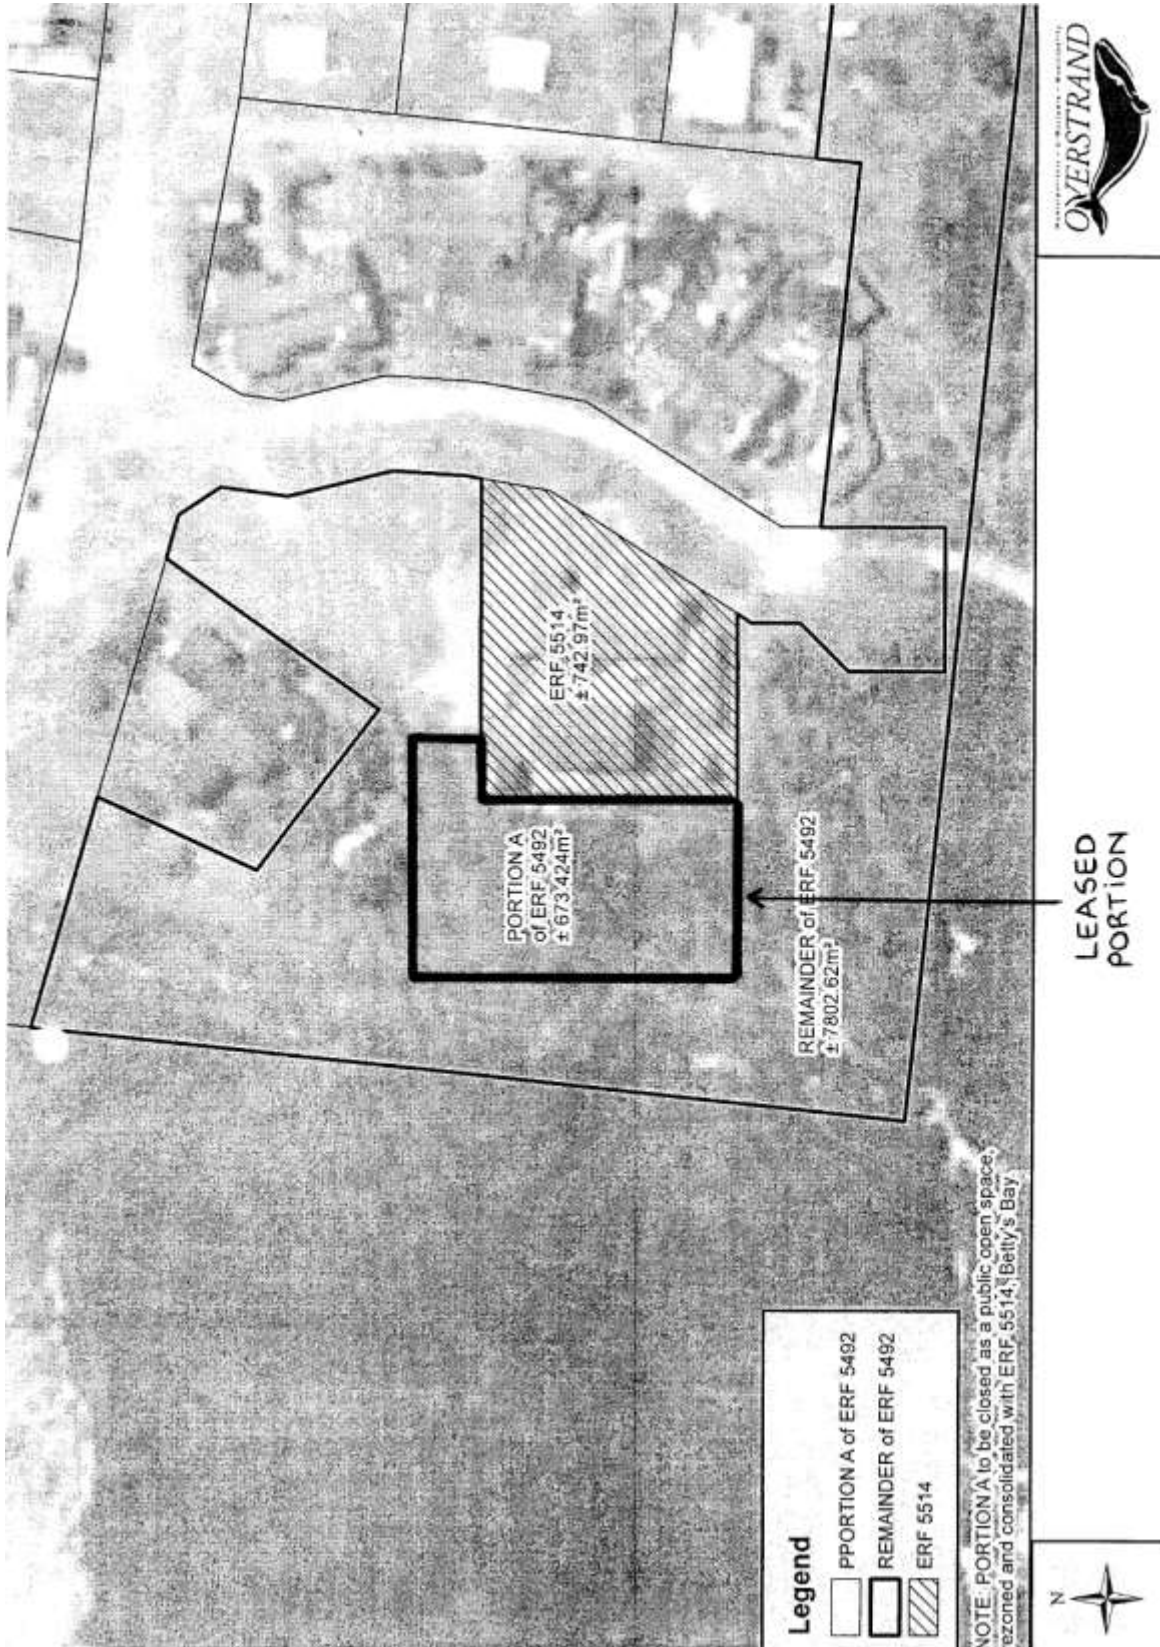 OVERSTRAND
ERF 5514
± 742.97m²
PORTION A
of ERF 5492
± 673.424m²
REMAINDER of ERF 5492
± 7802.62m²
LEASED
PORTION
Legend
PPORTION A of ERF 5492
REMAINDER of ERF 5492
ERF 5514
NOTE: PORTION A to be closed as a public open space,
ezoned and consolidated with ERF 5514, Betty's Bay
N